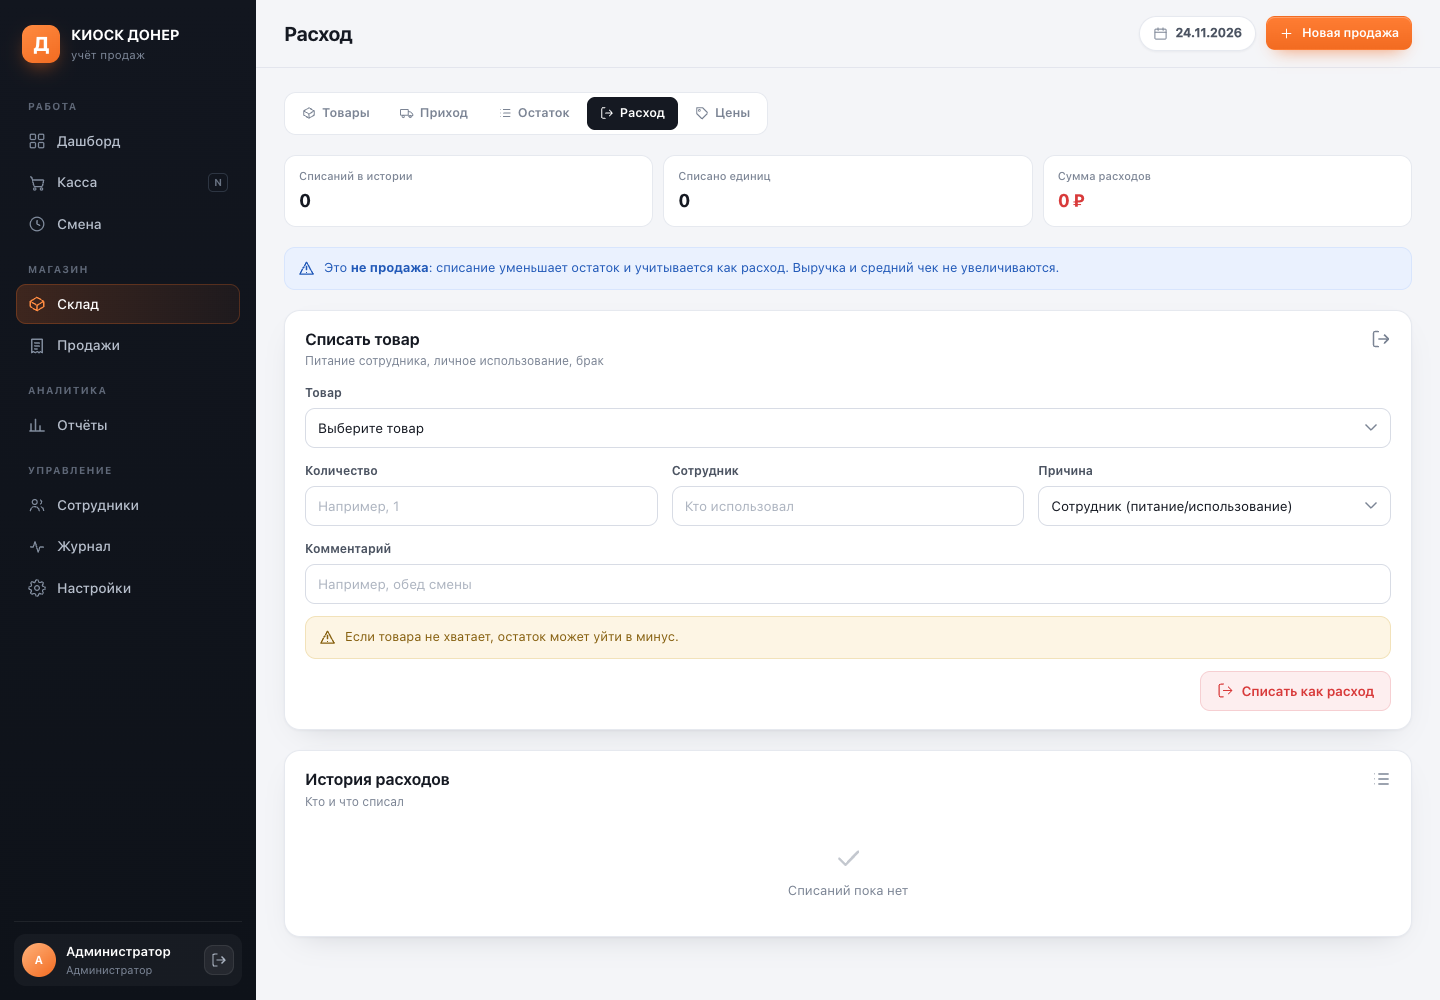 Д
КИОСК ДОНЕР
учёт продаж
РАБОТА
Дашборд
Касса
N
Смена
МАГАЗИН
Склад
Продажи
АНАЛИТИКА
Отчёты
УПРАВЛЕНИЕ
Сотрудники
Журнал
Настройки
А
Администратор
Администратор
Расход
24.11.2026
Новая продажа
Товары
Приход
Остаток
Расход
Цены
Списаний в истории
0
Списано единиц
0
Сумма расходов
0 ₽
Это не продажа: списание уменьшает остаток и учитывается как расход. Выручка и средний чек не увеличиваются.
Списать товар
Питание сотрудника, личное использование, брак
Товар
Выберите товар
Количество
Например, 1
Сотрудник
Кто использовал
Причина
Сотрудник (питание/использование)
Комментарий
Например, обед смены
Если товара не хватает, остаток может уйти в минус.
Списать как расход
История расходов
Кто и что списал
Списаний пока нет